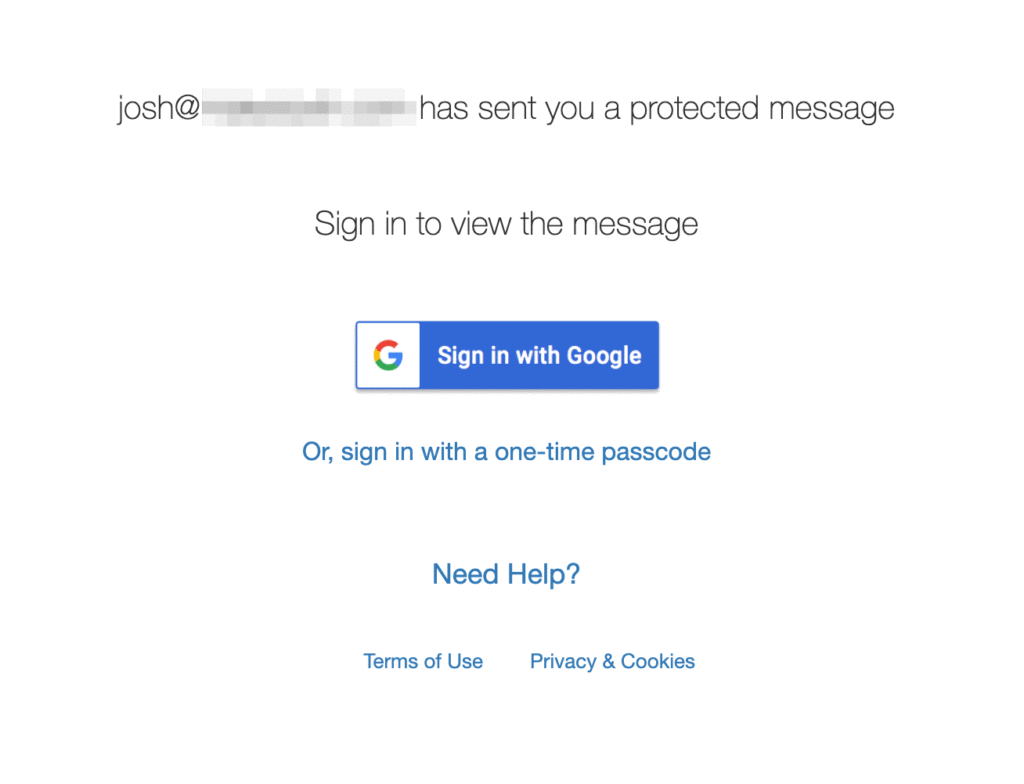 josh@ has sent you a protected message
Sign in to view the message
Sign in with Google
Or, sign in with a one-time passcode
Need Help?
Terms of Use Privacy & Cookies